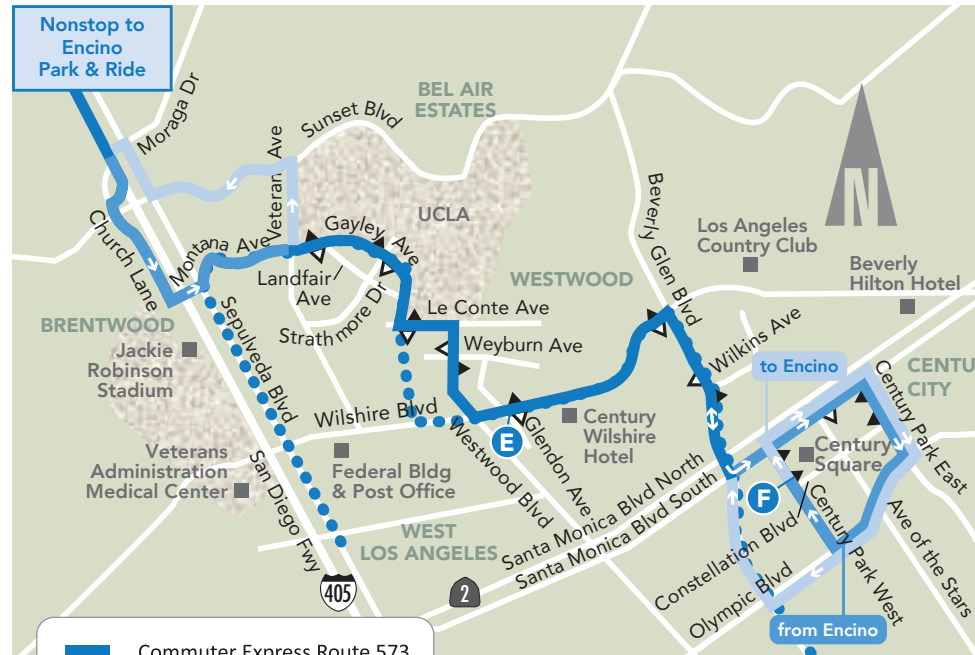 Nonstop to
Encino
Park & Ride
Moraga Dr
Sunset Blvd
BEL AIR
ESTATES
Veteran Ave
UCLA
Gayley Ave
Church Lane
Montana Ave
Landfair/
Ave
Strathmore Dr
Le Conte Ave
Weyburn Ave
WESTWOOD
Beverly Glen Blvd
Los Angeles
Country Club
N
Beverly
Hilton Hotel
BRENTWOOD
Jackie
Robinson
Stadium
Sepulveda Blvd
Wilshire Blvd
E
Century
Wilshire
Hotel
Wilkins Ave
to Encino
CENTU
CITY
Century Park East
Century
Square
F
Veterans
Administration
Medical Center
Federal Bldg
& Post Office
San Diego Fwy
Westwood Blvd
Glendon Ave
WEST
LOS ANGELES
Santa Monica Blvd North
Santa Monica Blvd South
Constellation Blvd
Century Park West
Ave of the Stars
Olympic Blvd
405
2
from Encino
Commuter Express Route 573